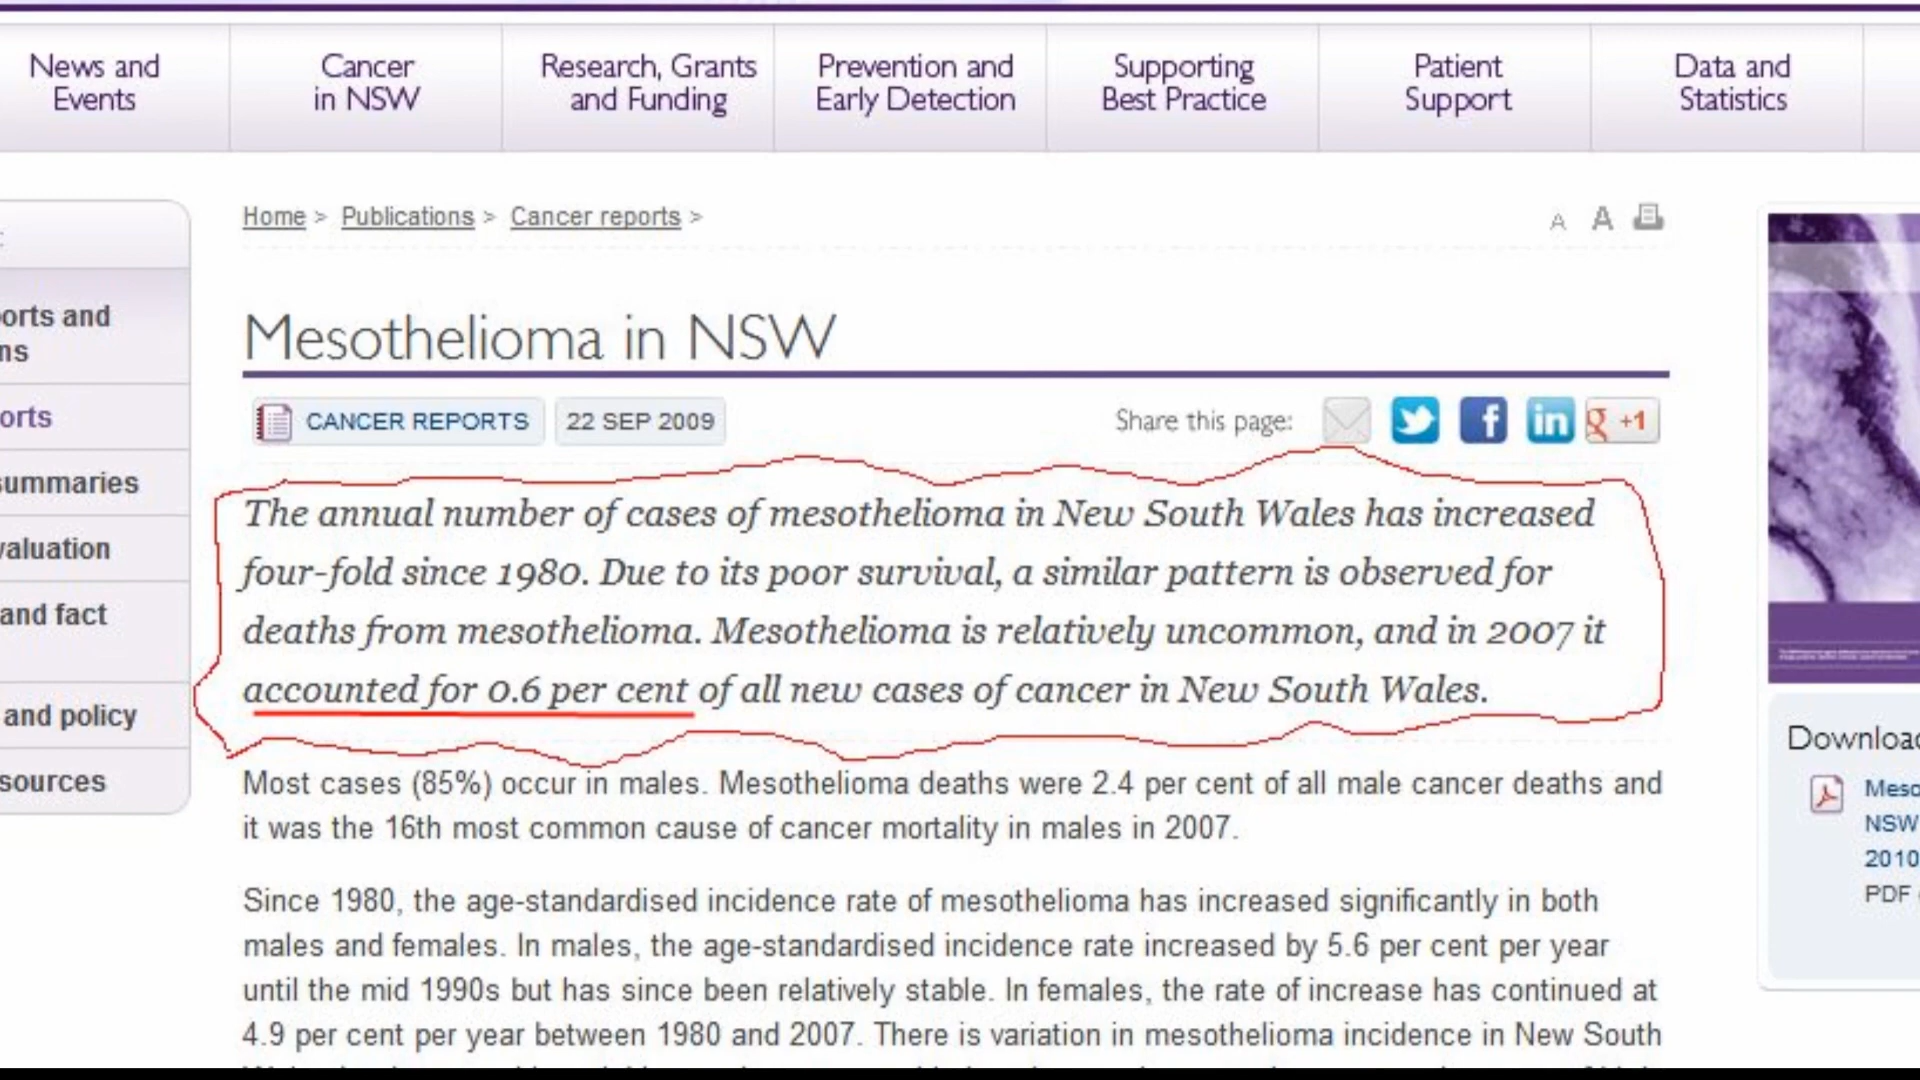 News and
Events
Cancer
in NSW
Research, Grants
and Funding
Prevention and
Early Detection
Supporting
Best Practice
Patient
Support
Data and
Statistics
Home > Publications > Cancer reports >
A A
orts and
ns
orts
summaries
valuation
and fact
and policy
sources
Mesothelioma in NSW
CANCER REPORTS 22 SEP 2009
Share this page: in g +1
The annual number of cases of mesothelioma in New South Wales has increased
four-fold since 1980. Due to its poor survival, a similar pattern is observed for
deaths from mesothelioma. Mesothelioma is relatively uncommon, and in 2007 it
accounted for 0.6 per cent of all new cases of cancer in New South Wales.
Most cases (85%) occur in males. Mesothelioma deaths were 2.4 per cent of all male cancer deaths and
it was the 16th most common cause of cancer mortality in males in 2007.
Since 1980, the age-standardised incidence rate of mesothelioma has increased significantly in both
males and females. In males, the age-standardised incidence rate increased by 5.6 per cent per year
until the mid 1990s but has since been relatively stable. In females, the rate of increase has continued at
4.9 per cent per year between 1980 and 2007. There is variation in mesothelioma incidence in New South
Download
Meso
NSW
2010
PDF